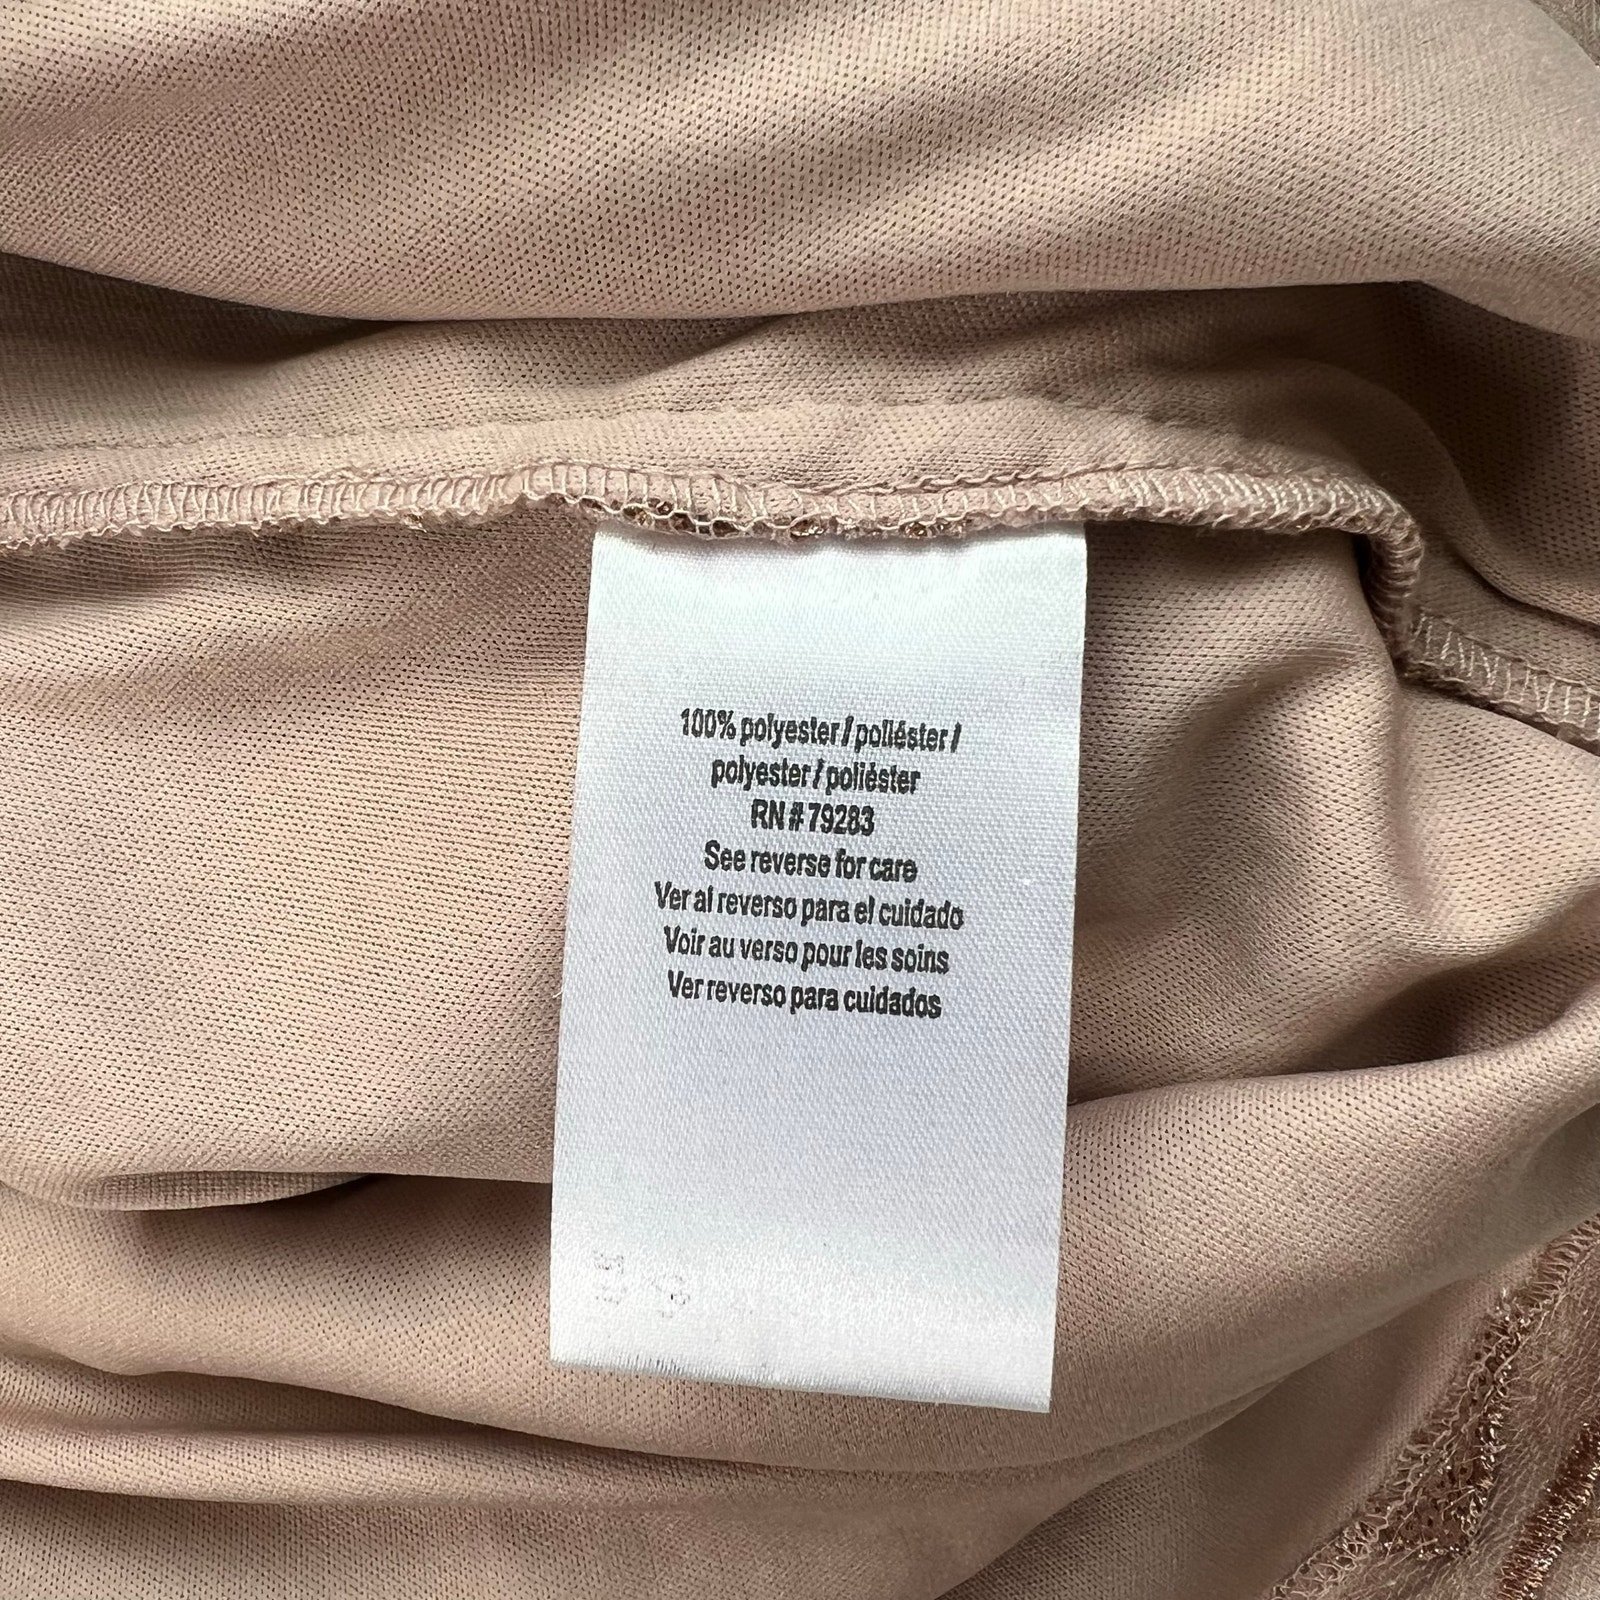 100% polyester / poliéster /
polyester / poliéster
RN# 79283
See reverse for care
Ver al reverso para el cuidado
Voir au verso pour les soins
Ver reverso para cuidados